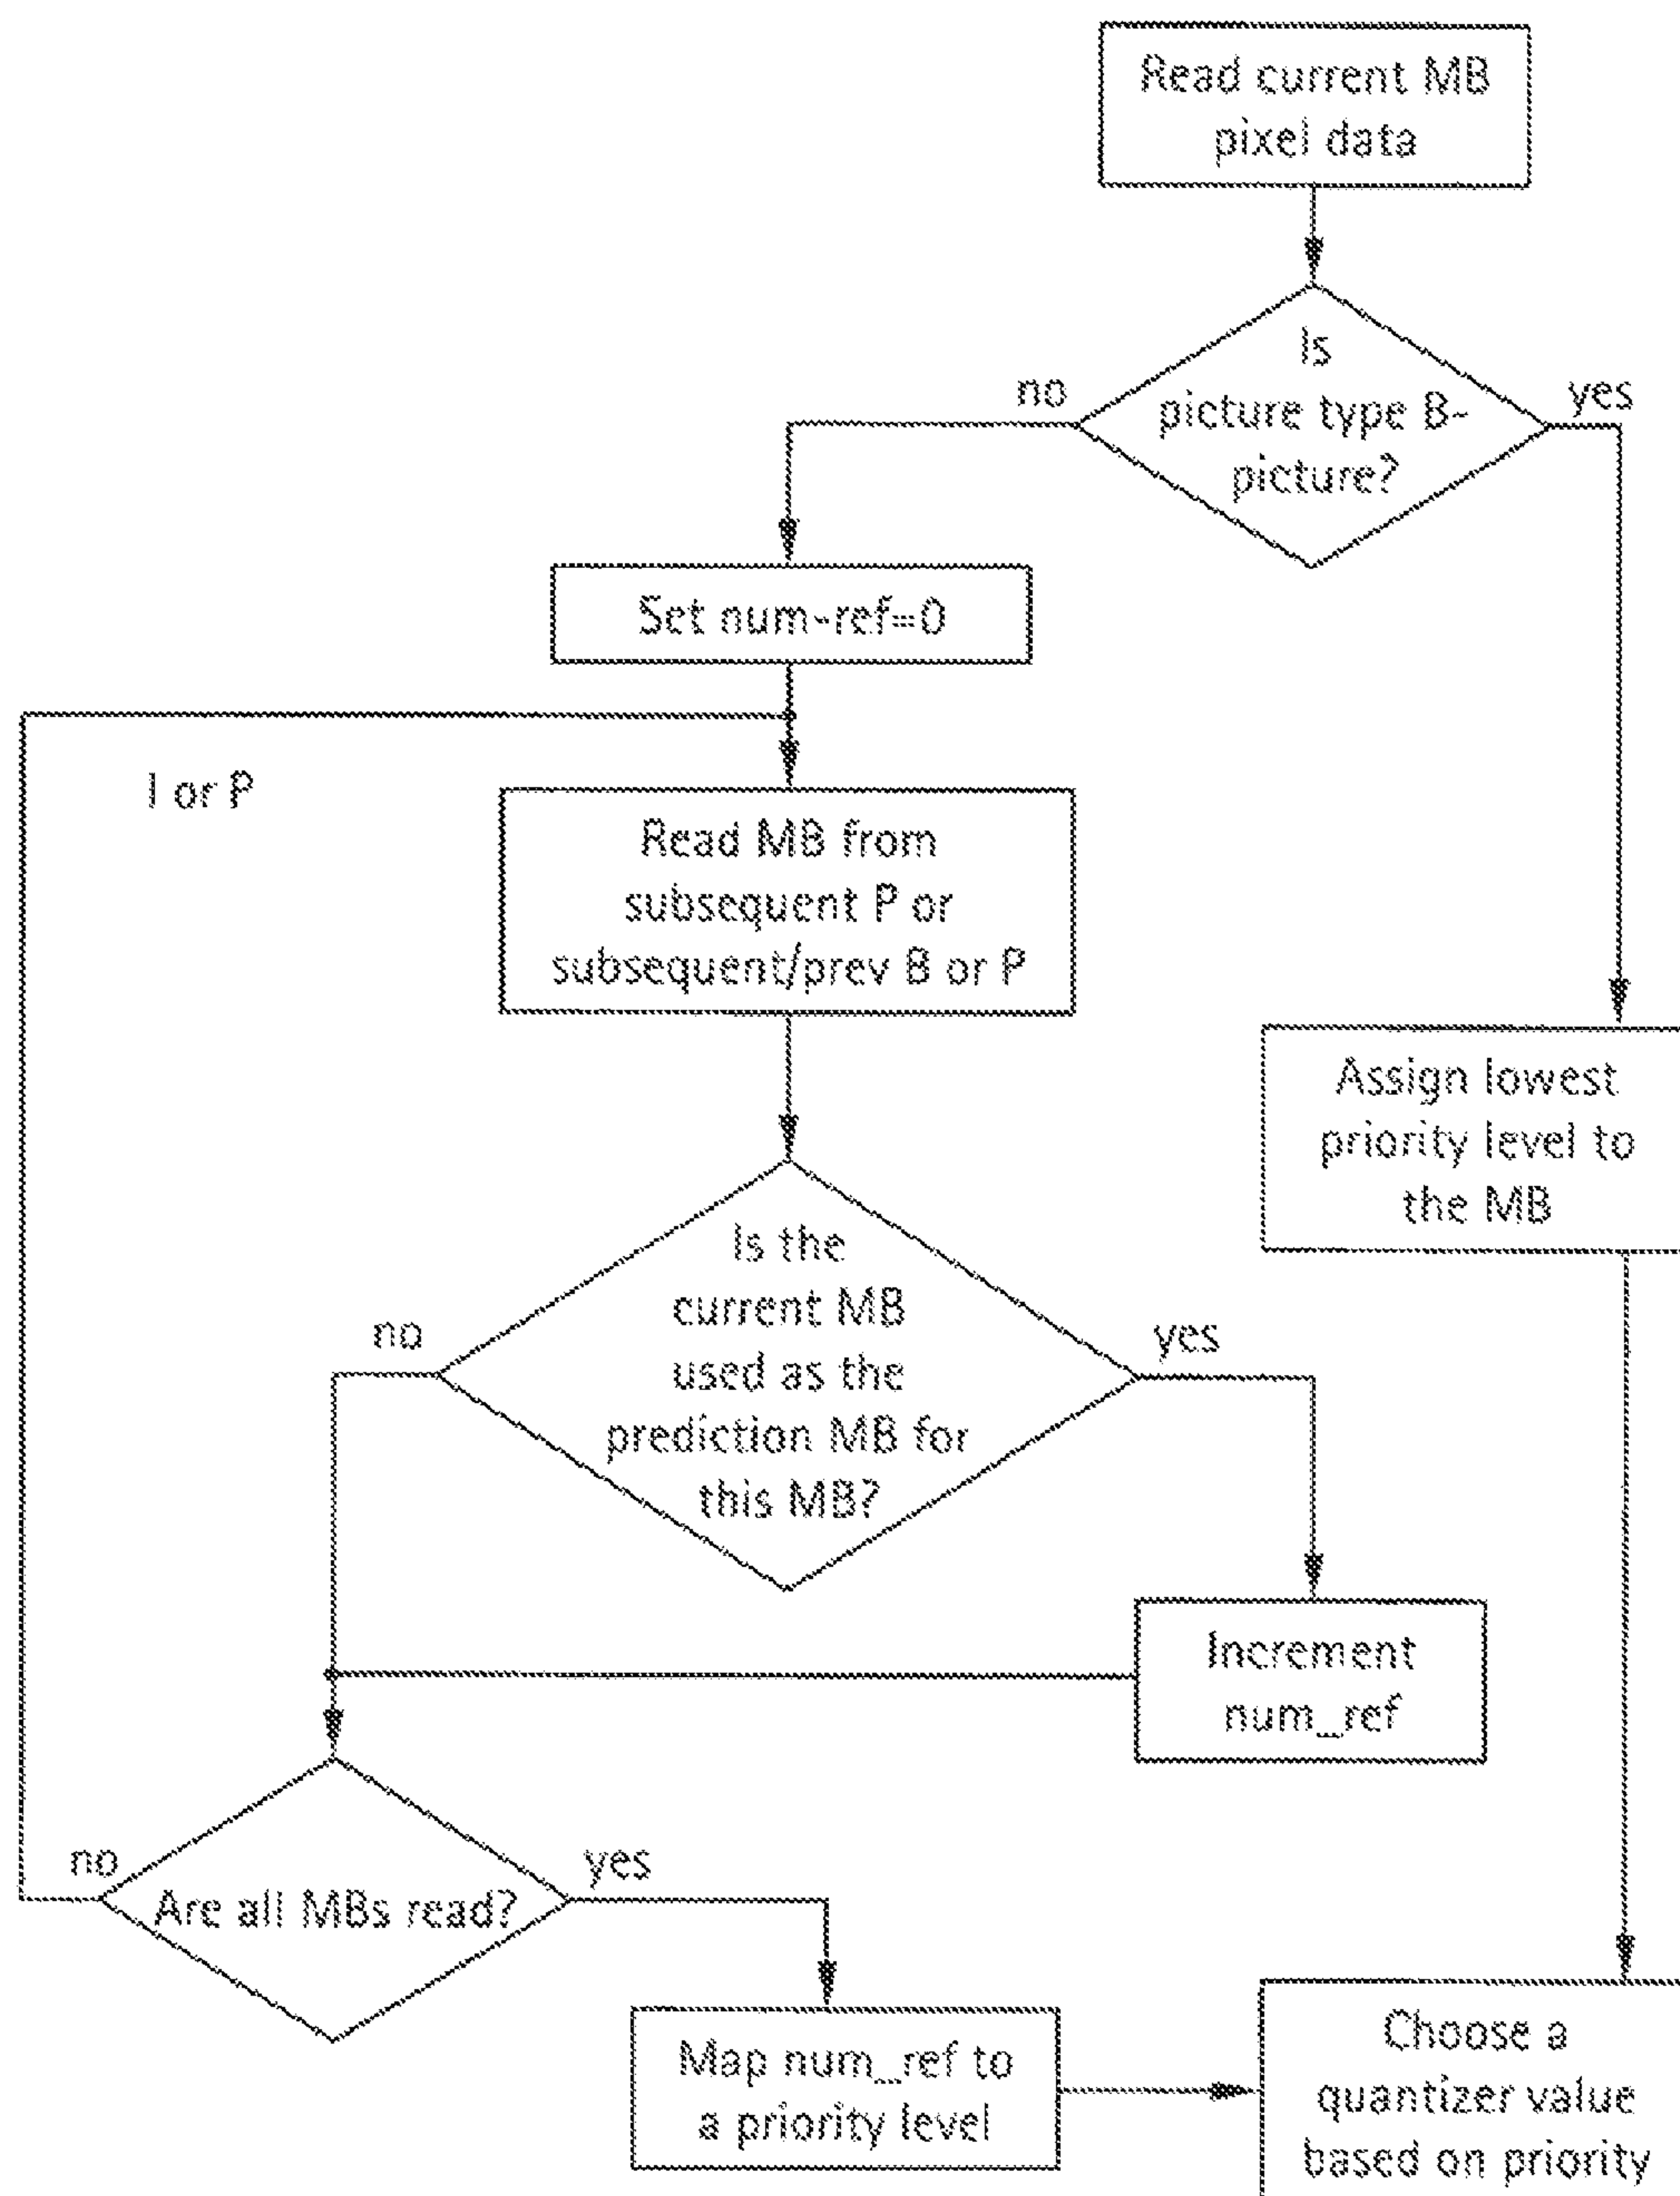 Read current MB
pixel data
Is
picture type B-
picture?
no
yes
Set num-ref=0
I or P
Read MB from
subsequent P or
subsequent/prev B or P
Assign lowest
priority level to
the MB
Is the
current MB
used as the
prediction MB for
this MB?
no
yes
Increment
num_ref
Are all MBs read?
no
yes
Map num_ref to
a priority level
Choose a
quantizer value
based on priority